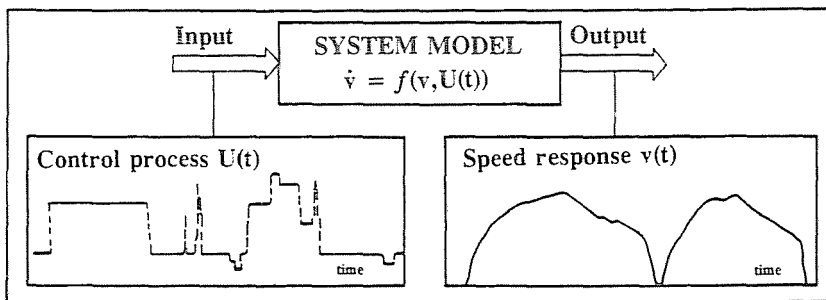 Input
SYSTEM MODEL
Output
v̇ = f(v,U(t))
Control process U(t)
Speed response v(t)
time
time